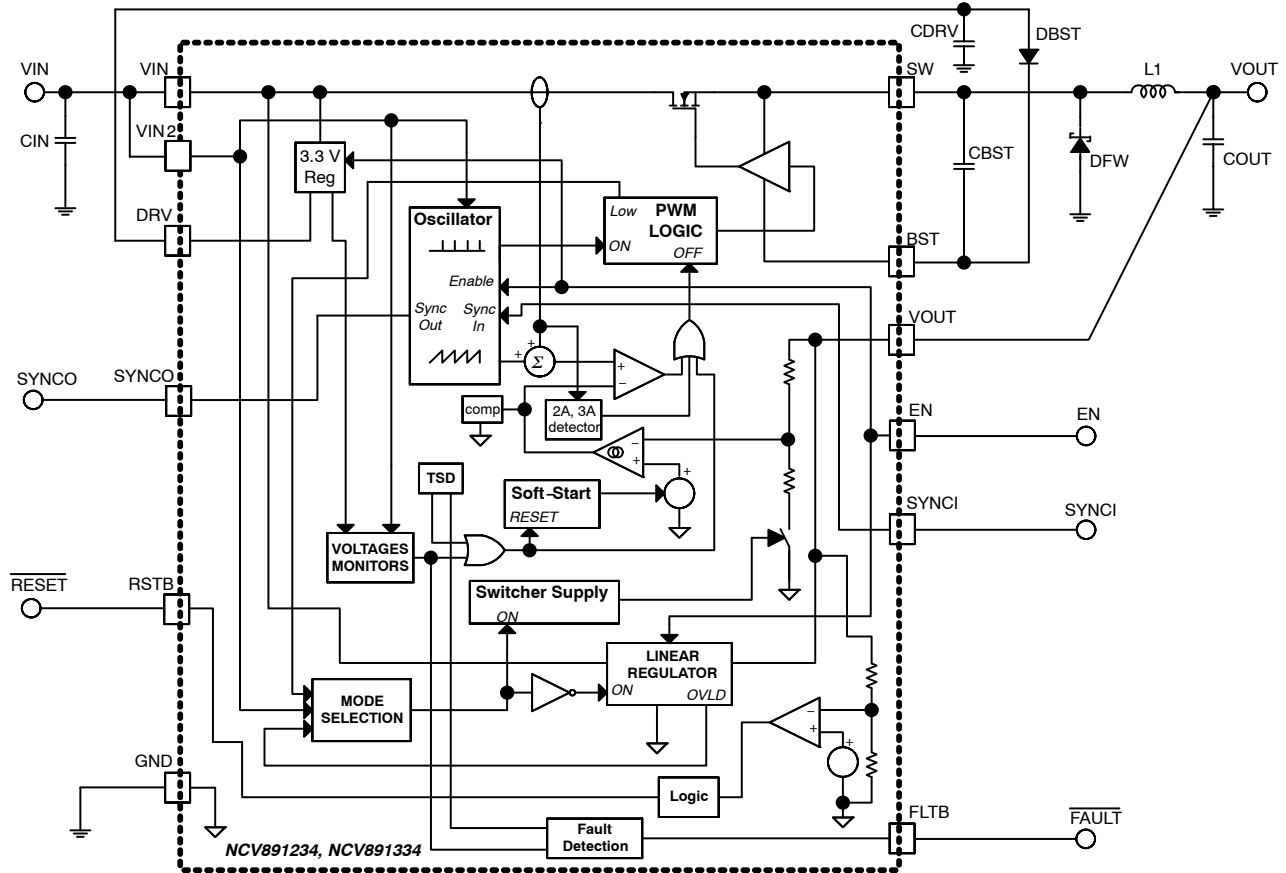 CDRV
DBST
VIN
VIN
SW
L1
VOUT
CIN
VIN2
3.3 V
Reg
CBST
DFW
COUT
DRV
Oscillator
Low
PWM
LOGIC
ON
OFF
BST
Enable
Sync
Out
Sync
In
+
+
Σ
VOUT
SYNCO
SYNCO
+
−
comp
2A, 3A
detector
EN
EN
−
+
+
TSD
Soft−Start
RESET
SYNCI
SYNCI
VOLTAGES
MONITORS
RESET
RSTB
Switcher Supply
ON
LINEAR
REGULATOR
ON
OVLD
MODE
SELECTION
−
+
+
GND
Logic
FLTB
FAULT
Fault
Detection
NCV891234, NCV891334